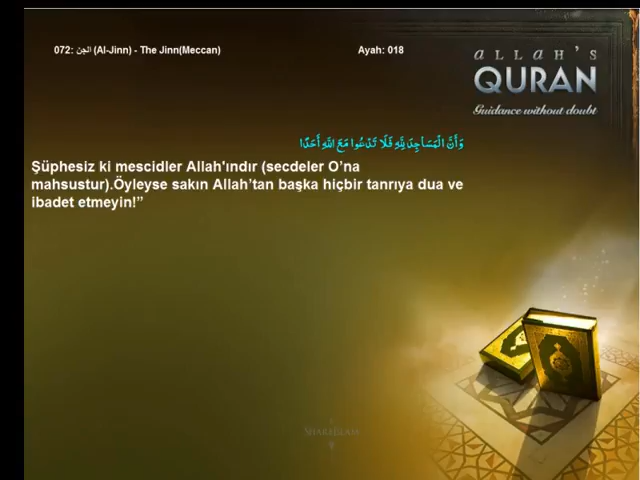 072: الجن (Al-Jinn) - The Jinn(Meccan)
Ayah: 018
ALLAH'S
QURAN
Guidance without doubt
وَأَنَّ الْمَسَاجِدَ لِلَّهِ فَلَا تَدْعُوا مَعَ اللَّهِ أَحَدًا
Şüphesiz ki mescidler Allah'ındır (secdeler O’na
mahsustur).Öyleyse sakın Allah’tan başka hiçbir tanrıya dua ve
ibadet etmeyin!”